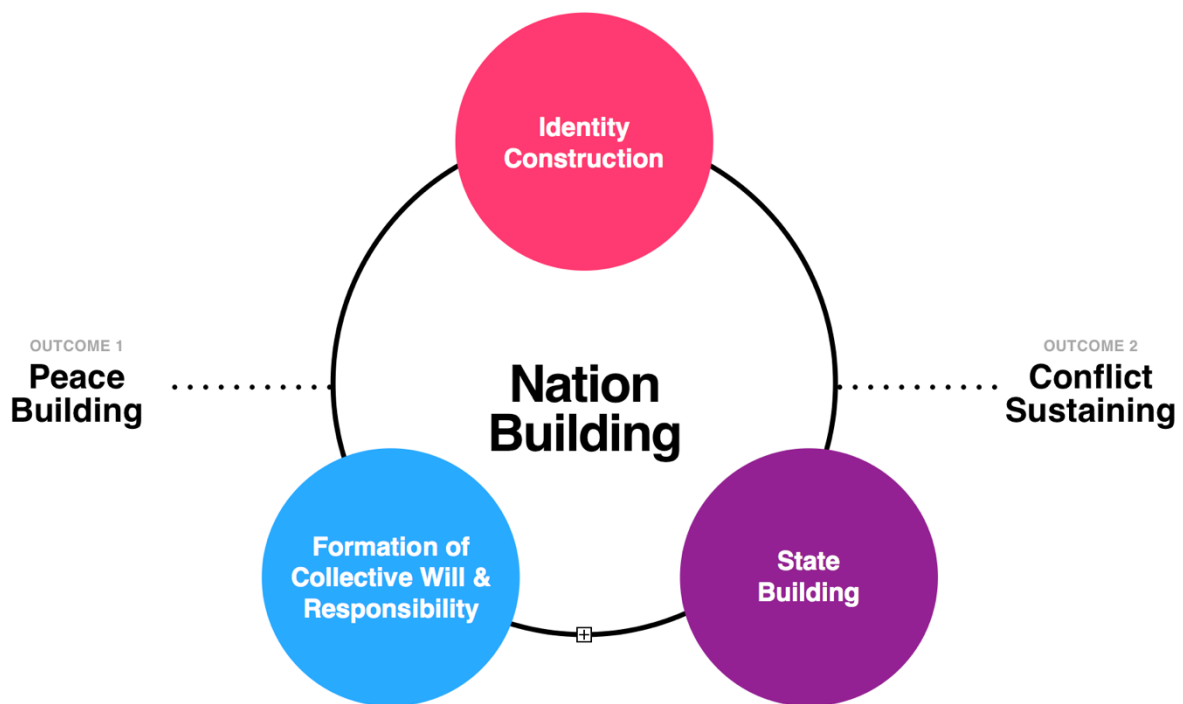 Identity
Construction
OUTCOME 1
Peace
Building
Nation
Building
OUTCOME 2
Conflict
Sustaining
Formation of
Collective Will &
Responsibility
State
Building